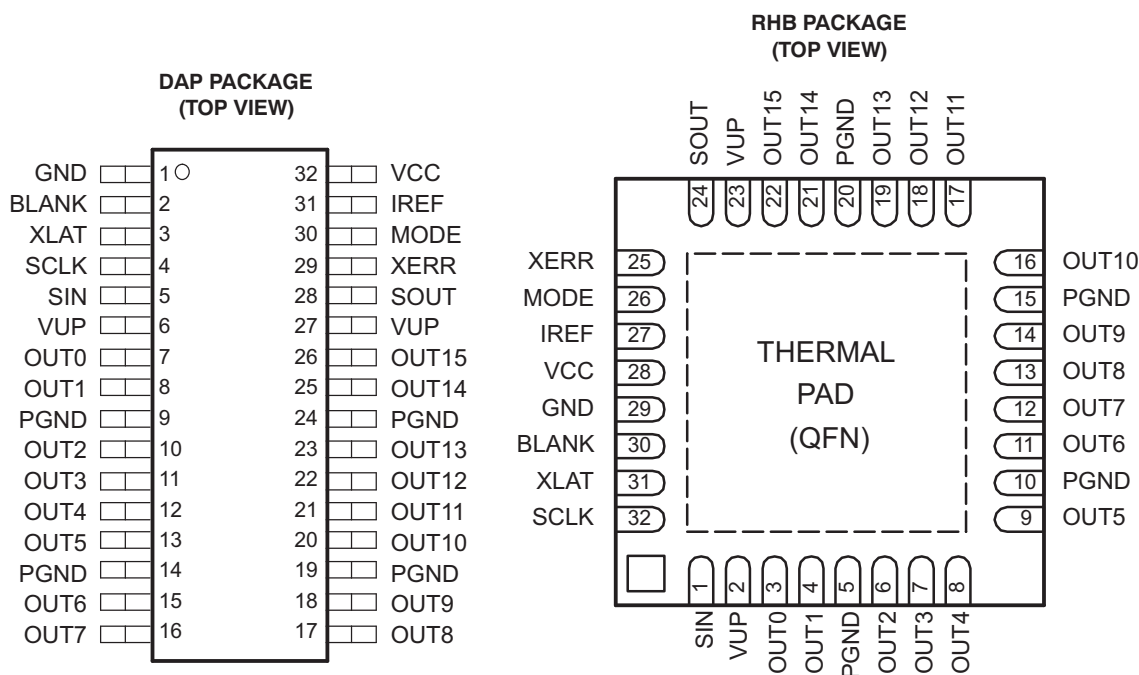 DAP PACKAGE
(TOP VIEW)
GND 1 32 VCC
BLANK 2 31 IREF
XLAT 3 30 MODE
SCLK 4 29 XERR
SIN 5 28 SOUT
VUP 6 27 VUP
OUT0 7 26 OUT15
OUT1 8 25 OUT14
PGND 9 24 PGND
OUT2 10 23 OUT13
OUT3 11 22 OUT12
OUT4 12 21 OUT11
OUT5 13 20 OUT10
PGND 14 19 PGND
OUT6 15 18 OUT9
OUT7 16 17 OUT8
RHB PACKAGE
(TOP VIEW)
SOUT VUP OUT15 OUT14 PGND OUT13 OUT12 OUT11
24 23 22 21 20 19 18 17
XERR 25 16 OUT10
MODE 26 15 PGND
IREF 27 14 OUT9
VCC 28 13 OUT8
GND 29 12 OUT7
BLANK 30 11 OUT6
XLAT 31 10 PGND
SCLK 32 9 OUT5
THERMAL
PAD
(QFN)
1 2 3 4 5 6 7 8
SIN VUP OUT0 OUT1 PGND OUT2 OUT3 OUT4